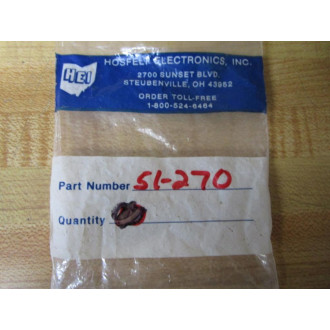 HEI
HOSFELT ELECTRONICS, INC.
2700 SUNSET BLVD.
STEUBENVILLE, OH 43952
ORDER TOLL-FREE
1-800-524-6464
Part Number 51-270
Quantity